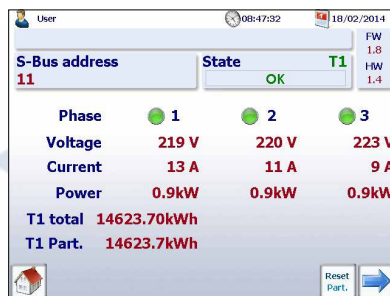 User 08:47:32 18/02/2014
FW
1.8
S-Bus address State T1 HW
11 OK 1.4
Phase 1 2 3
Voltage 219 V 220 V 223 V
Current 13 A 11 A 9 A
Power 0.9kW 0.9kW 0.9kW
T1 total 14623.70kWh
T1 Part. 14623.7kWh
Reset
Part.